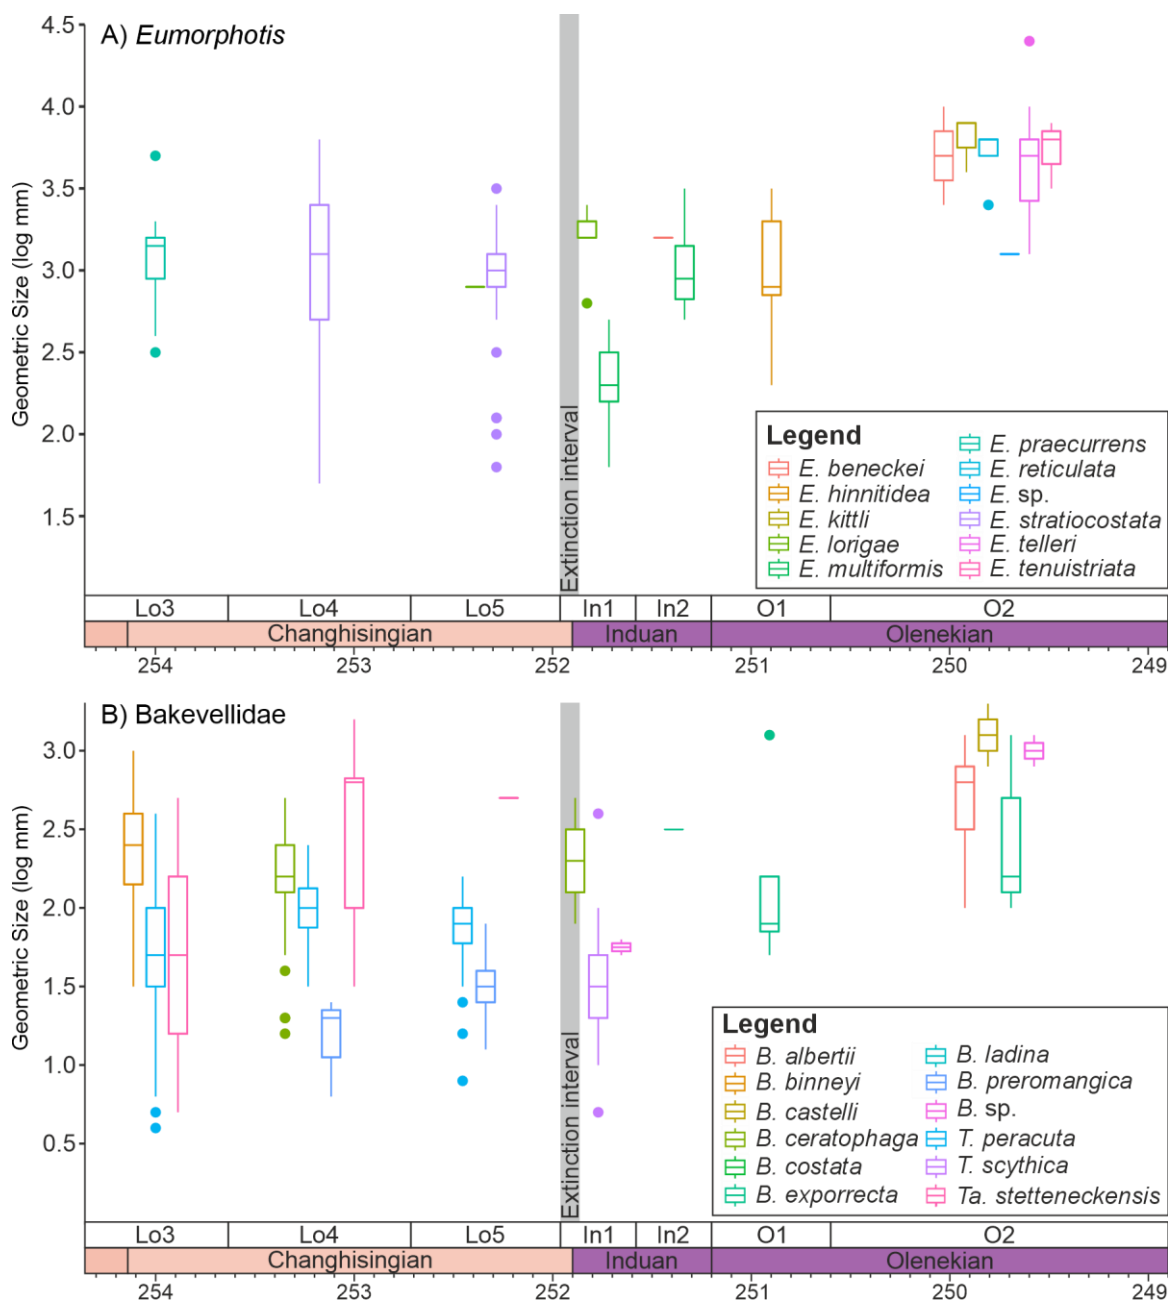 A) Eumorphotis
4.5
4.0
3.5
3.0
2.5
2.0
1.5
Geometric Size (log mm)
Extinction interval
Legend
E. beneckei
E. hinnitidea
E. kittli
E. lorigae
E. multiformis
E. praecurrens
E. reticulata
E. sp.
E. stratiocostata
E. telleri
E. tenuistriata
Lo3 Lo4 Lo5 In1 In2 O1 O2
Changhisingian Induan Olenekian
254 253 252 251 250 249
B) Bakevellidae
3.0
2.5
2.0
1.5
1.0
0.5
Geometric Size (log mm)
Extinction interval
Legend
B. albertii
B. binneyi
B. castelli
B. ceratophaga
B. costata
B. exporrecta
B. ladina
B. preromangica
B. sp.
T. peracuta
T. scythica
Ta. stetteneckensis
Lo3 Lo4 Lo5 In1 In2 O1 O2
Changhisingian Induan Olenekian
254 253 252 251 250 249